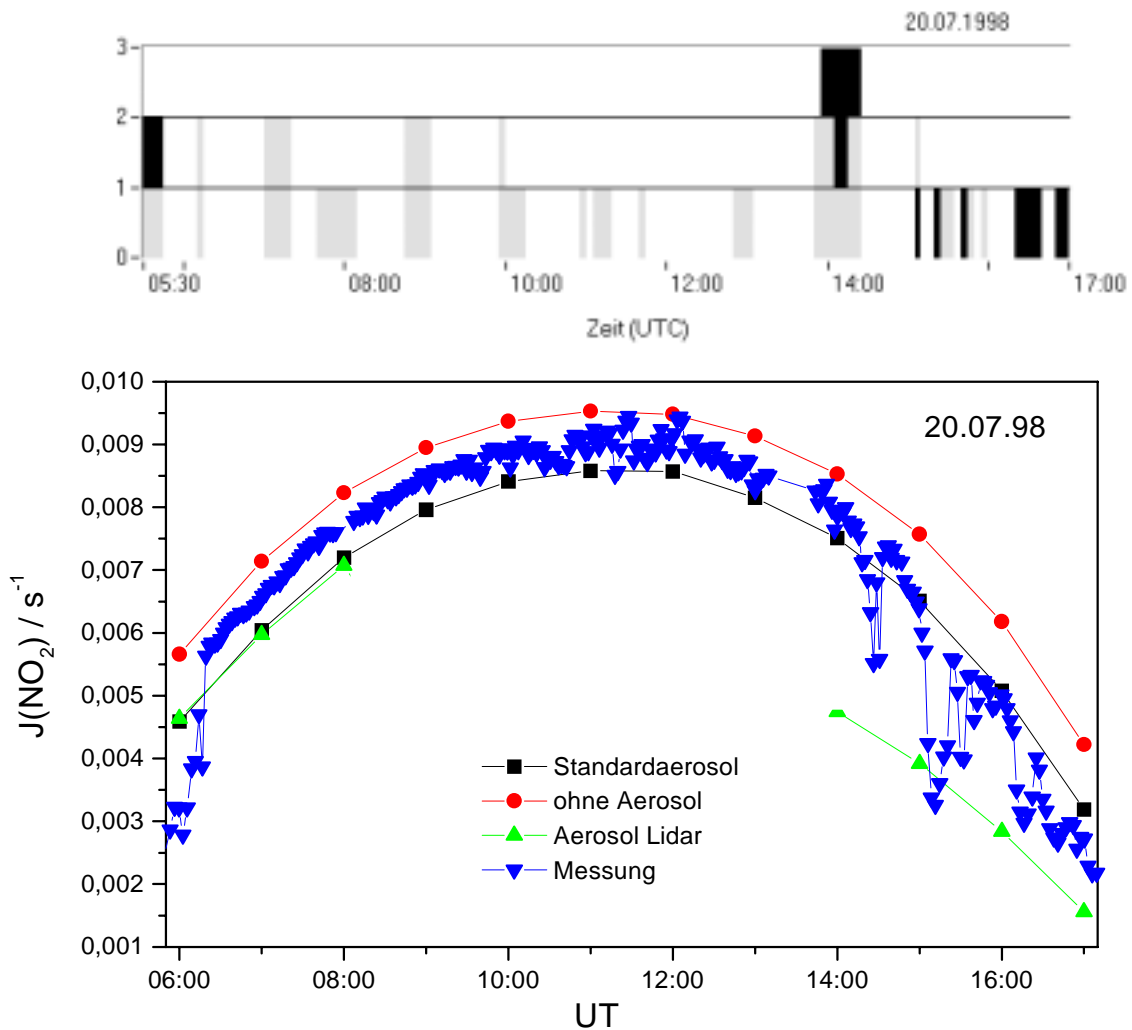 20.07.1998
3
2
1
0
05:30 08:00 10:00 12:00 14:00 17:00
Zeit (UTC)
0,010
0,009
0,008
0,007
0,006
0,005
0,004
0,003
0,002
0,001
J(NO₂) / s⁻¹
20.07.98
Standardaerosol
ohne Aerosol
Aerosol Lidar
Messung
06:00 08:00 10:00 12:00 14:00 16:00
UT